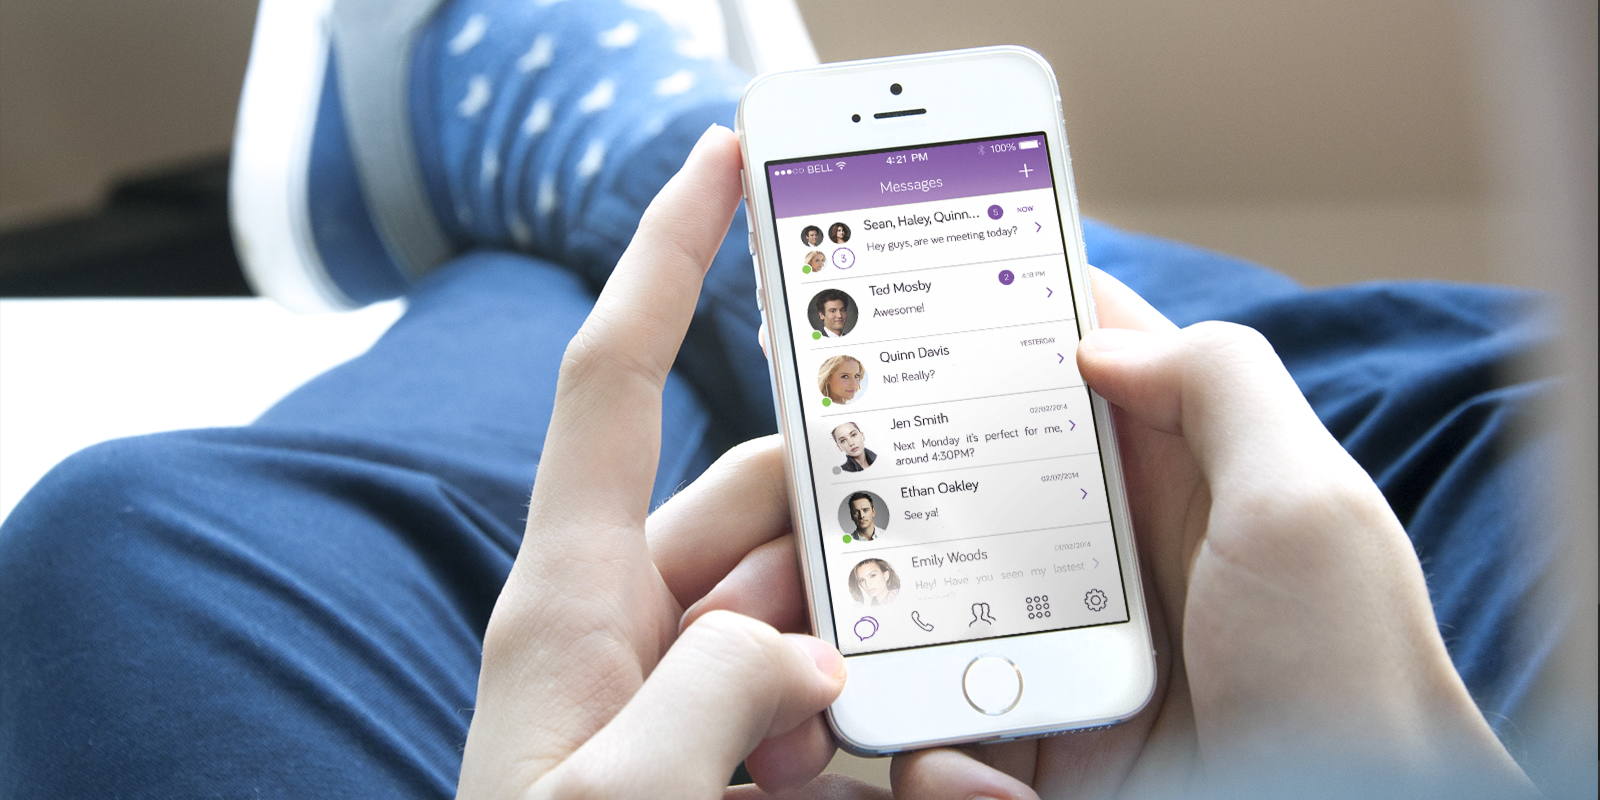 BELL 4:21 PM 100%
Messages
Sean, Haley, Quinn... 5 NOW
Hey guys, are we meeting today?
3
Ted Mosby 2 4:18 PM
Awesome!
Quinn Davis YESTERDAY
No! Really?
Jen Smith 02/02/2014
Next Monday it's perfect for me,
around 4:30PM?
Ethan Oakley 02/02/2014
See ya!
Emily Woods 01/02/2014
Hey! Have you seen my lastest